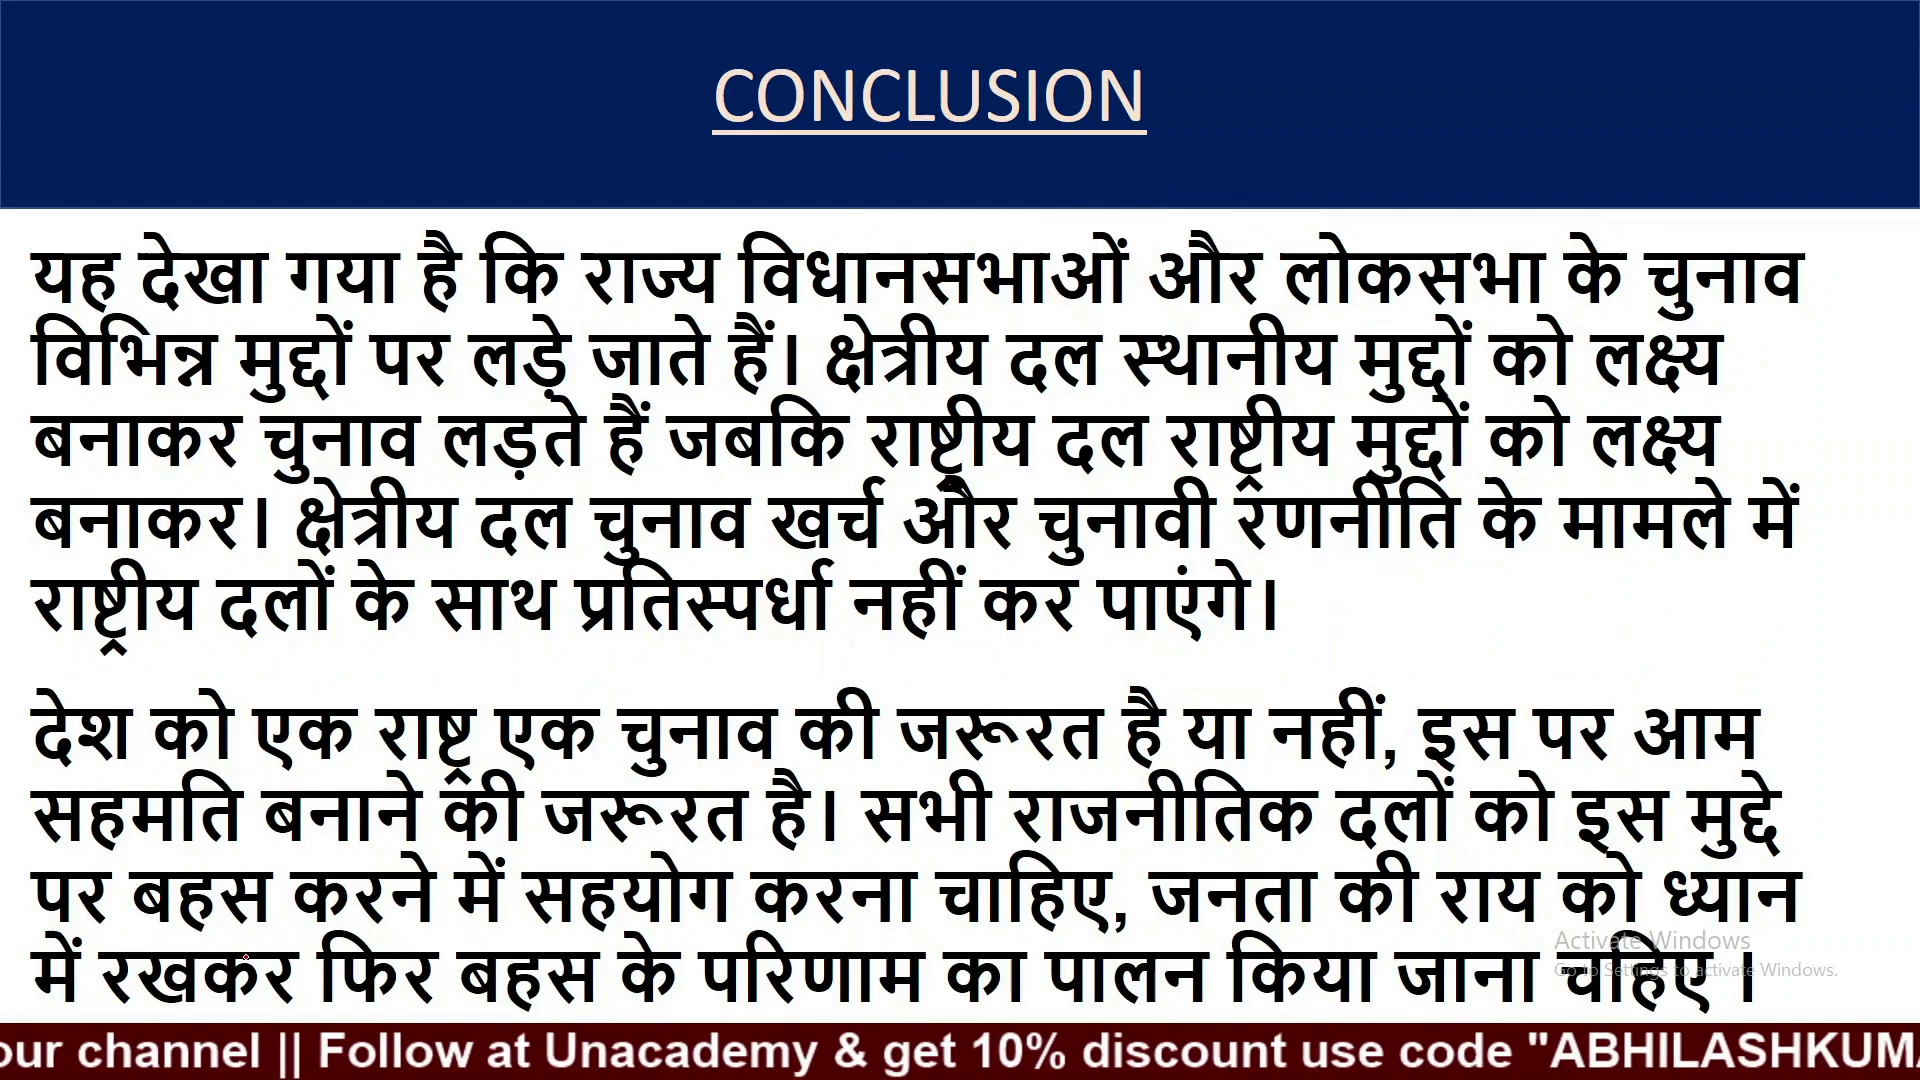 CONCLUSION
यह देखा गया है कि राज्य विधानसभाओं और लोकसभा के चुनाव
विभिन्न मुद्दों पर लड़े जाते हैं। क्षेत्रीय दल स्थानीय मुद्दों को लक्ष्य
बनाकर चुनाव लड़ते हैं जबकि राष्ट्रीय दल राष्ट्रीय मुद्दों को लक्ष्य
बनाकर। क्षेत्रीय दल चुनाव खर्च और चुनावी रणनीति के मामले में
राष्ट्रीय दलों के साथ प्रतिस्पर्धा नहीं कर पाएंगे।
देश को एक राष्ट्र एक चुनाव की जरूरत है या नहीं, इस पर आम
सहमति बनाने की जरूरत है। सभी राजनीतिक दलों को इस मुद्दे
पर बहस करने में सहयोग करना चाहिए, जनता की राय को ध्यान
में रखकर फिर बहस के परिणाम का पालन किया जाना चहिए ।
Activate Windows
Go to Settings to activate Windows.
our channel || Follow at Unacademy & get 10% discount use code "ABHILASHKUMA